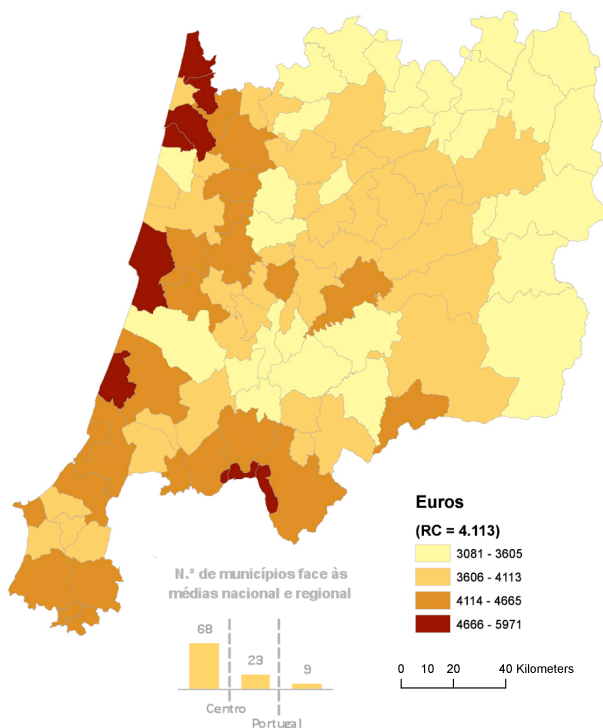 Euros
(RC = 4.113)
3081 - 3605
3606 - 4113
4114 - 4665
4666 - 5971
N.º de municípios face às
médias nacional e regional
68
23
9
Centro
Portugal
0 10 20 40 Kilometers